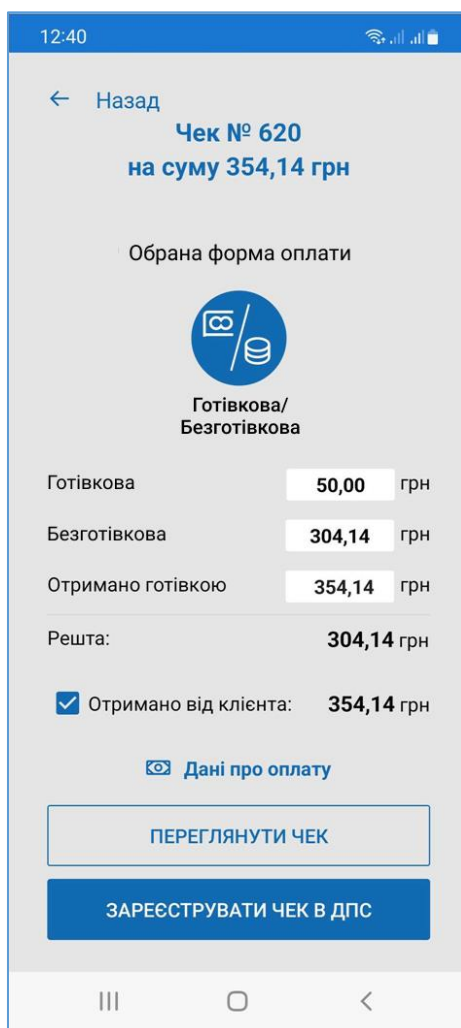 12:40
Назад
Чек № 620
на суму 354,14 грн
Обрана форма оплати
Готівкова/
Безготівкова
Готівкова 50,00 грн
Безготівкова 304,14 грн
Отримано готівкою 354,14 грн
Решта: 304,14 грн
Отримано від клієнта: 354,14 грн
Дані про оплату
ПЕРЕГЛЯНУТИ ЧЕК
ЗАРЕЄСТРУВАТИ ЧЕК В ДПС